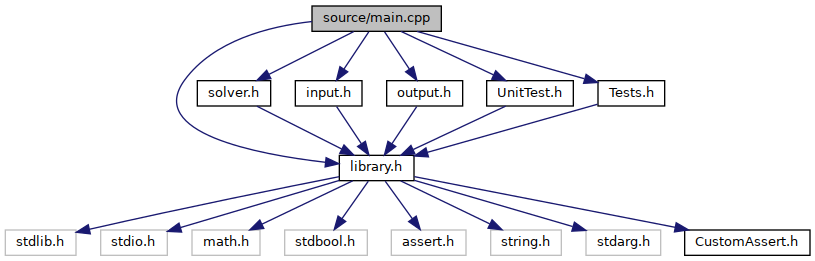 source/main.cpp
solver.h
input.h
output.h
UnitTest.h
Tests.h
library.h
stdlib.h
stdio.h
math.h
stdbool.h
assert.h
string.h
stdarg.h
CustomAssert.h